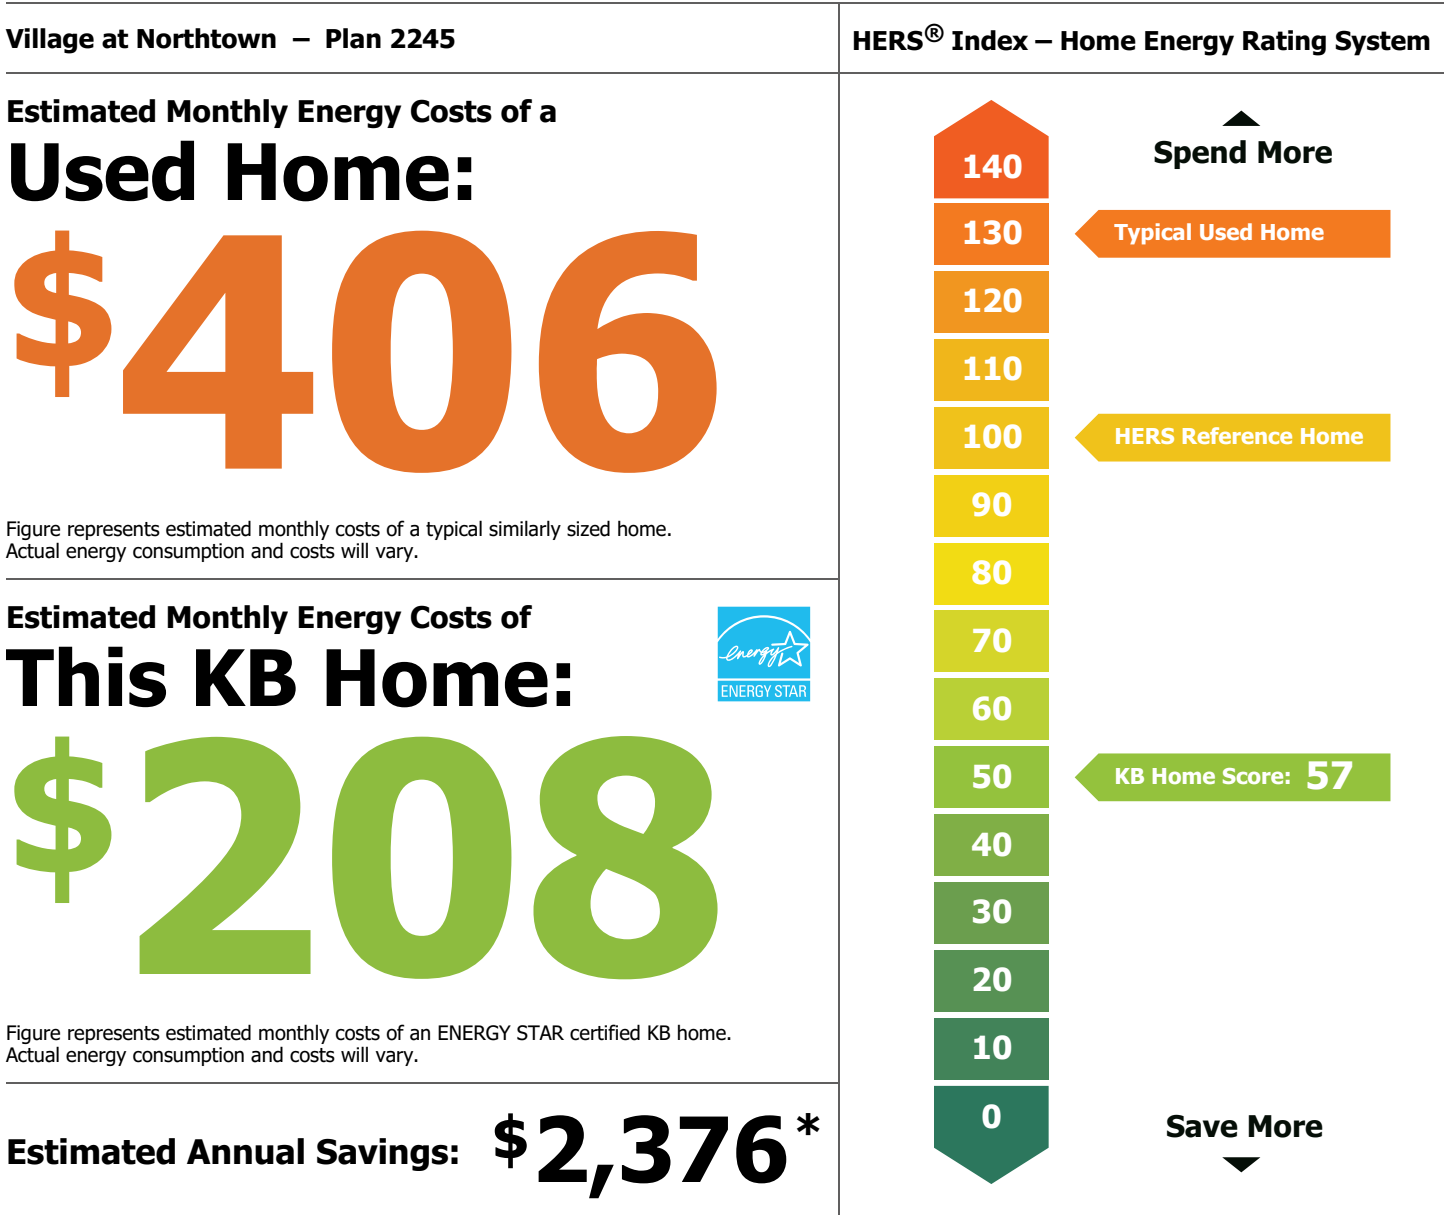 Village at Northtown – Plan 2245
Estimated Monthly Energy Costs of a
Used Home:
$406
Figure represents estimated monthly costs of a typical similarly sized home.
Actual energy consumption and costs will vary.
Estimated Monthly Energy Costs of
This KB Home:
energy
ENERGY STAR
$208
Figure represents estimated monthly costs of an ENERGY STAR certified KB home.
Actual energy consumption and costs will vary.
Estimated Annual Savings: $2,376*
HERS® Index – Home Energy Rating System
Spend More
140
130 Typical Used Home
120
110
100 HERS Reference Home
90
80
70
60
50 KB Home Score: 57
40
30
20
10
0
Save More